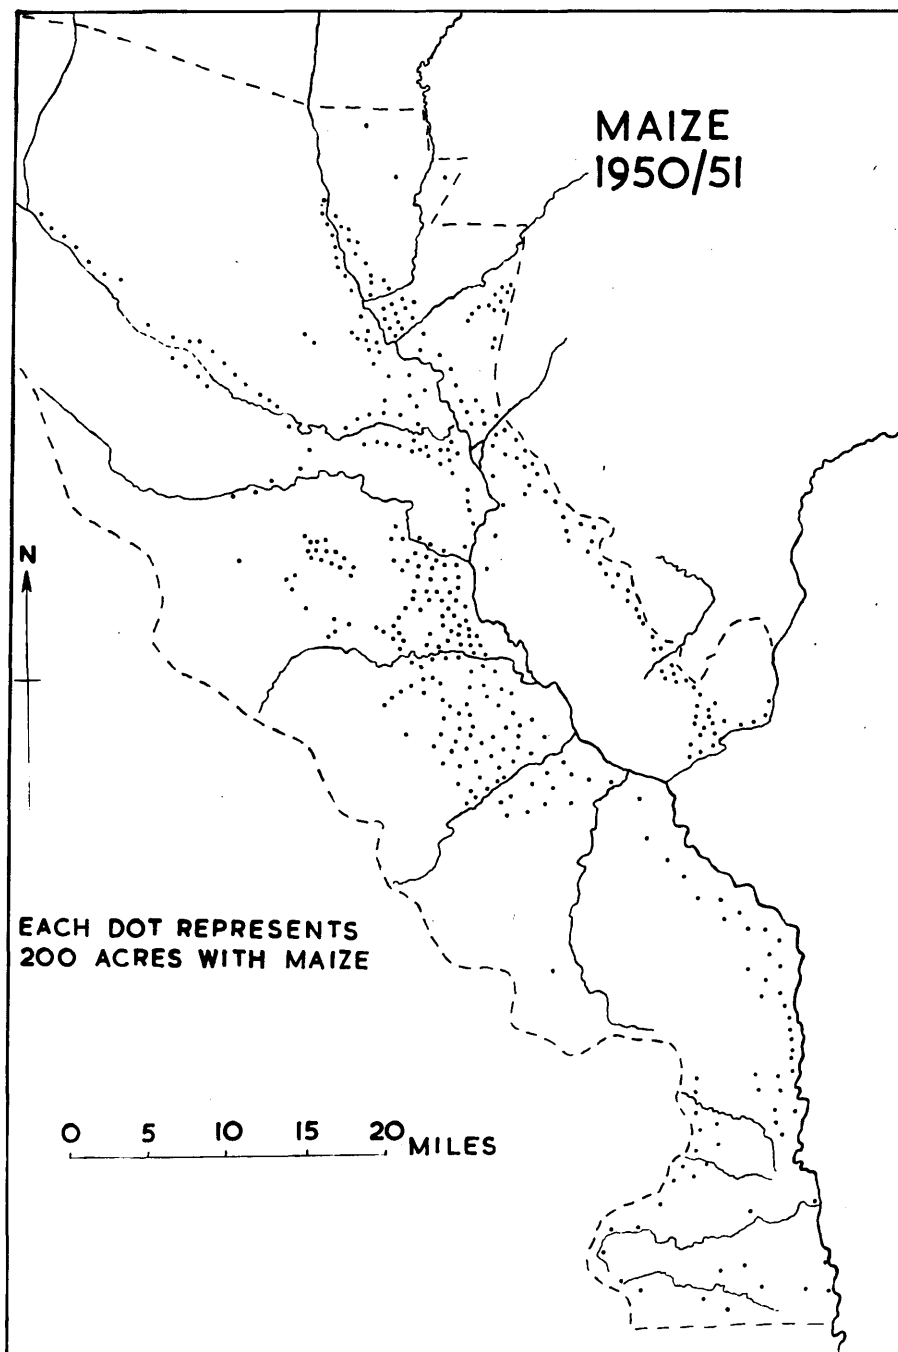 MAIZE
1950/51
N
EACH DOT REPRESENTS
200 ACRES WITH MAIZE
0 5 10 15 20 MILES